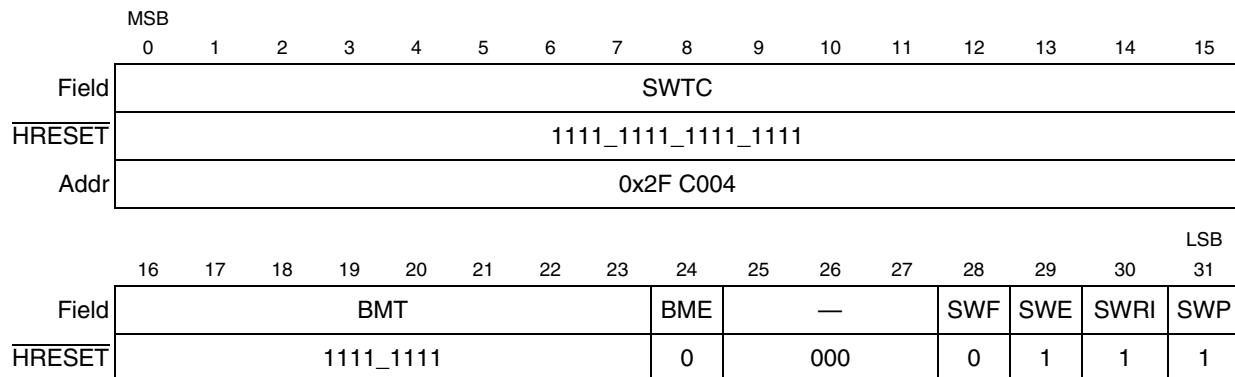 MSB
0 1 2 3 4 5 6 7 8 9 10 11 12 13 14 15
Field SWTC
HRESET 1111_1111_1111_1111
Addr 0x2F C004
LSB
16 17 18 19 20 21 22 23 24 25 26 27 28 29 30 31
Field BMT BME — SWF SWE SWRI SWP
HRESET 1111_1111 0 000 0 1 1 1